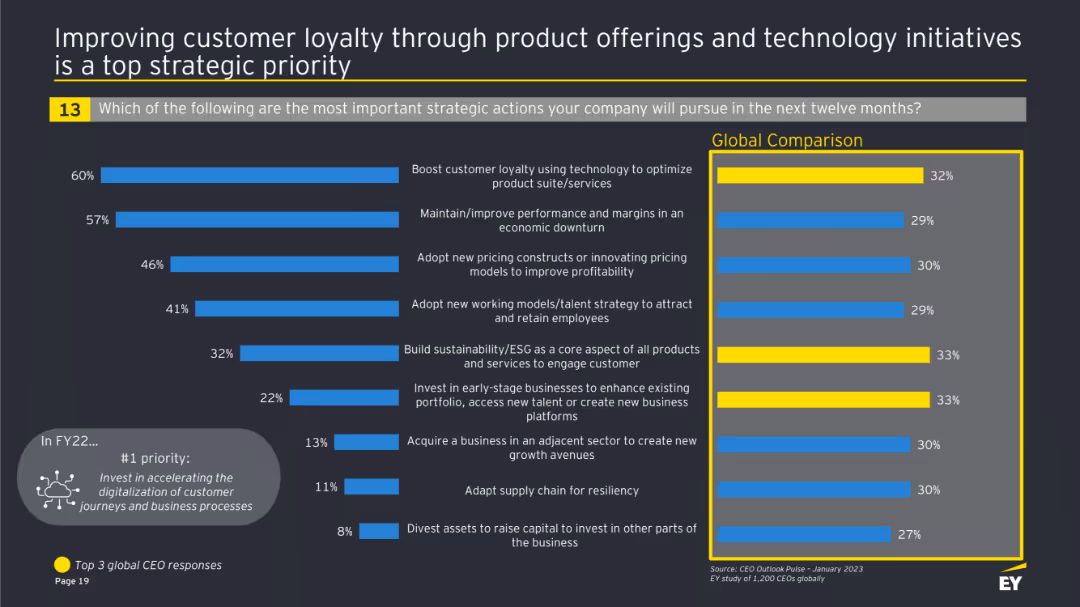 Improving customer loyalty through product offerings and technology initiatives
is a top strategic priority
13 Which of the following are the most important strategic actions your company will pursue in the next twelve months?
Global Comparison
60% Boost customer loyalty using technology to optimize
product suite/services 32%
57% Maintain/improve performance and margins in an
economic downturn 29%
46% Adopt new pricing constructs or innovating pricing
models to improve profitability 30%
41% Adopt new working models/talent strategy to attract
and retain employees 29%
32% Build sustainability/ESG as a core aspect of all products
and services to engage customer 33%
22% Invest in early-stage businesses to enhance existing
portfolio, access new talent or create new business
platforms 33%
13% Acquire a business in an adjacent sector to create new
growth avenues 30%
11% Adapt supply chain for resiliency 30%
8% Divest assets to raise capital to invest in other parts of
the business 27%
In FY22...
#1 priority:
Invest in accelerating the
digitalization of customer
journeys and business processes
Top 3 global CEO responses
Page 19
Source: CEO Outlook Pulse – January 2023
EY study of 1,200 CEOs globally
EY